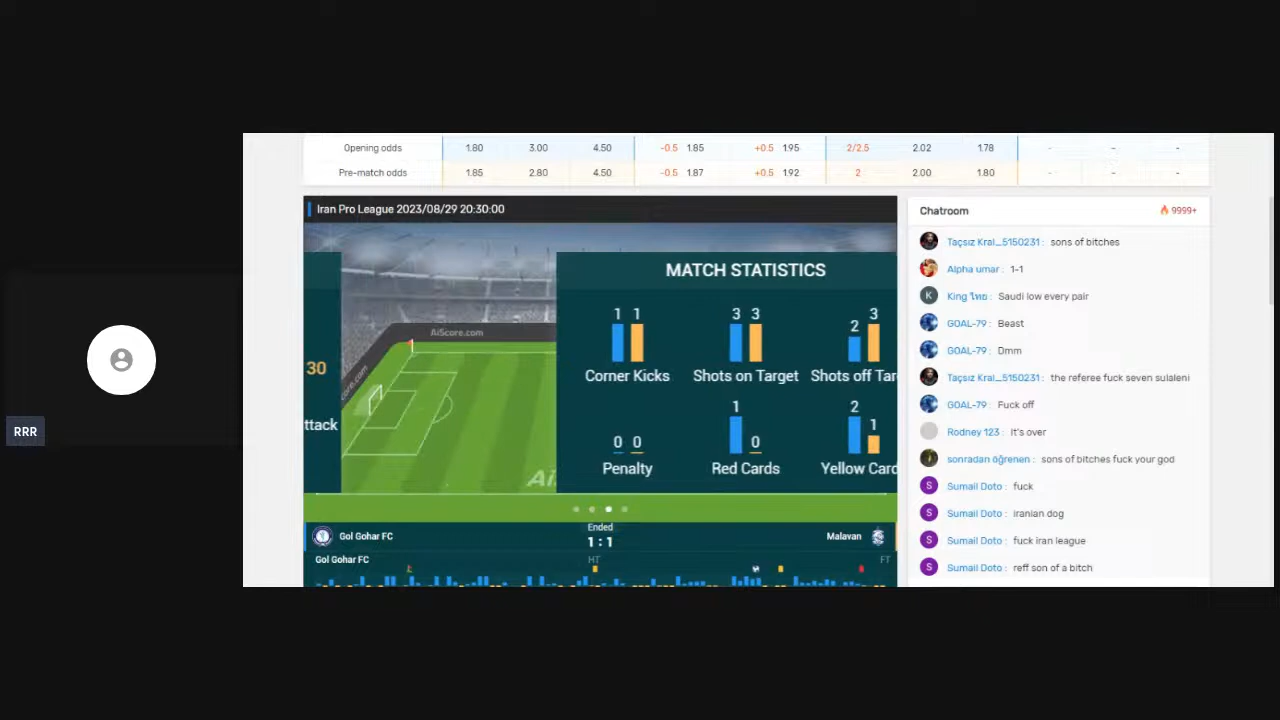 Opening odds 1.80 3.00 4.50 -0.5 1.85 +0.5 1.95 2/2.5 2.02 1.78 - - -
Pre-match odds 1.85 2.80 4.50 -0.5 1.87 +0.5 1.92 2 2.00 1.80 - - -
Iran Pro League 2023/08/29 20:30:00
30
ttack
AiScore.com
core.com
Ai
MATCH STATISTICS
1 1 3 3 2 3
Corner Kicks Shots on Target Shots off Tar
0 0 1 0 2 1
Penalty Red Cards Yellow Card
Ended
Gol Gohar FC 1 : 1 Malavan
Gol Gohar FC HT FT
Chatroom 9999+
Taçsız Kral_5150231 : sons of bitches
Alpha umar : 1-1
K King ไทย : Saudi low every pair
GOAL-79 : Beast
GOAL-79 : Dmm
Taçsız Kral_5150231 : the referee fuck seven sulaleni
GOAL-79 : Fuck off
Rodney 123 : It's over
sonradan öğrenen : sons of bitches fuck your god
S Sumail Doto : fuck
S Sumail Doto : iranian dog
S Sumail Doto : fuck iran league
S Sumail Doto : reff son of a bitch
RRR